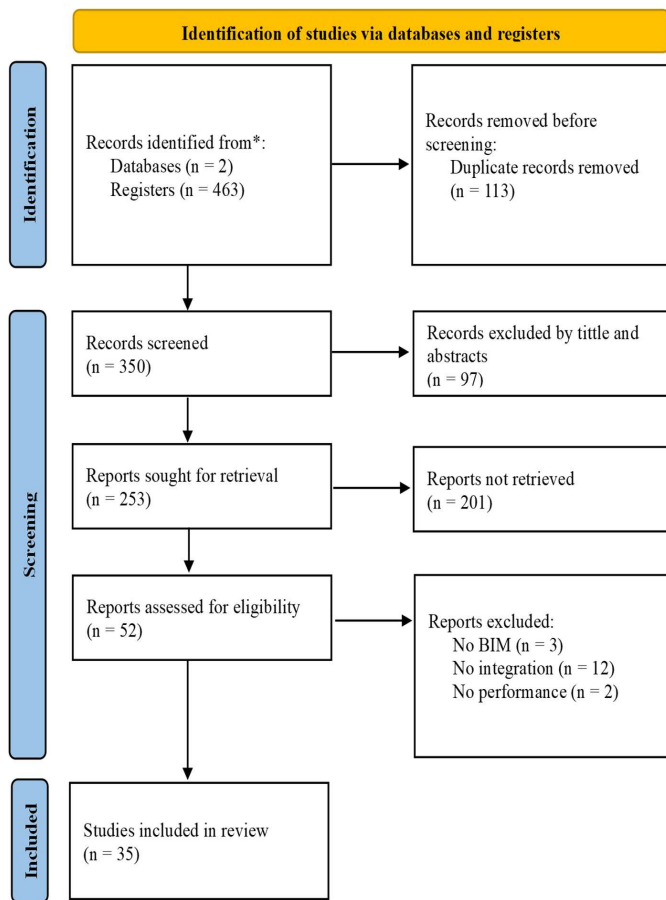 Identification of studies via databases and registers
Identification
Records identified from*:
Databases (n = 2)
Registers (n = 463)
Records removed before
screening:
Duplicate records removed
(n = 113)
Screening
Records screened
(n = 350)
Records excluded by tittle and
abstracts
(n = 97)
Reports sought for retrieval
(n = 253)
Reports not retrieved
(n = 201)
Reports assessed for eligibility
(n = 52)
Reports excluded:
No BIM (n = 3)
No integration (n = 12)
No performance (n = 2)
Included
Studies included in review
(n = 35)